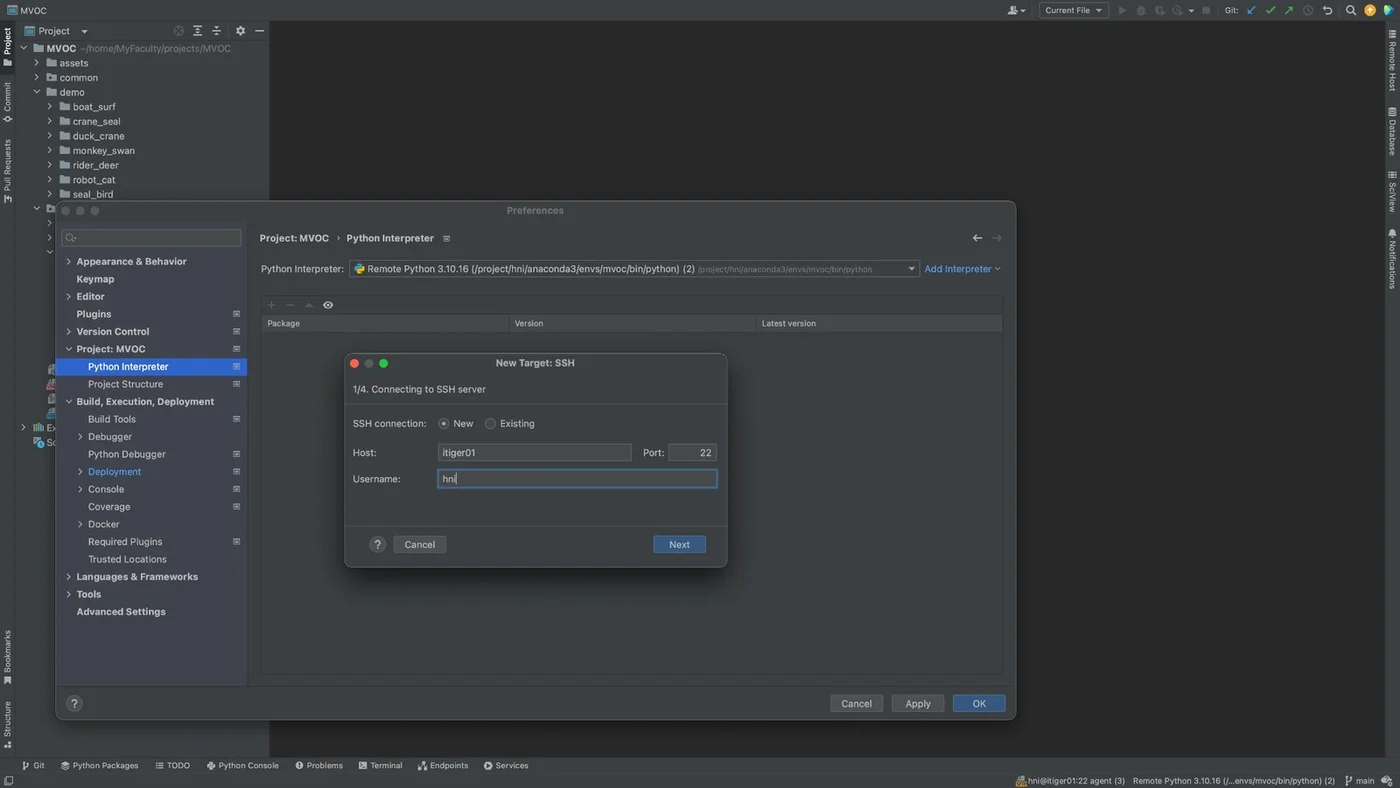 MVOC
Current File
Git:
Project
MVOC ~/home/MyFaculty/projects/MVOC
assets
common
demo
boat_surf
crane_seal
duck_crane
monkey_swan
rider_deer
robot_cat
seal_bird
Project
Commit
Pull Requests
Bookmarks
Structure
Remote Host
Database
SciView
Notifications
Preferences
Appearance & Behavior
Keymap
Editor
Plugins
Version Control
Project: MVOC
Python Interpreter
Project Structure
Build, Execution, Deployment
Build Tools
Debugger
Python Debugger
Deployment
Console
Coverage
Docker
Required Plugins
Trusted Locations
Languages & Frameworks
Tools
Advanced Settings
Project: MVOC › Python Interpreter
Python Interpreter: Remote Python 3.10.16 (/project/hni/anaconda3/envs/mvoc/bin/python) (2) /project/hni/anaconda3/envs/mvoc/bin/python Add Interpreter
Package Version Latest version
New Target: SSH
1/4. Connecting to SSH server
SSH connection: New Existing
Host: itiger01 Port: 22
Username: hni
? Cancel Next
? Cancel Apply OK
Git Python Packages TODO Python Console Problems Terminal Endpoints Services
hni@itiger01:22 agent (3) Remote Python 3.10.16 (/...envs/mvoc/bin/python) (2) main